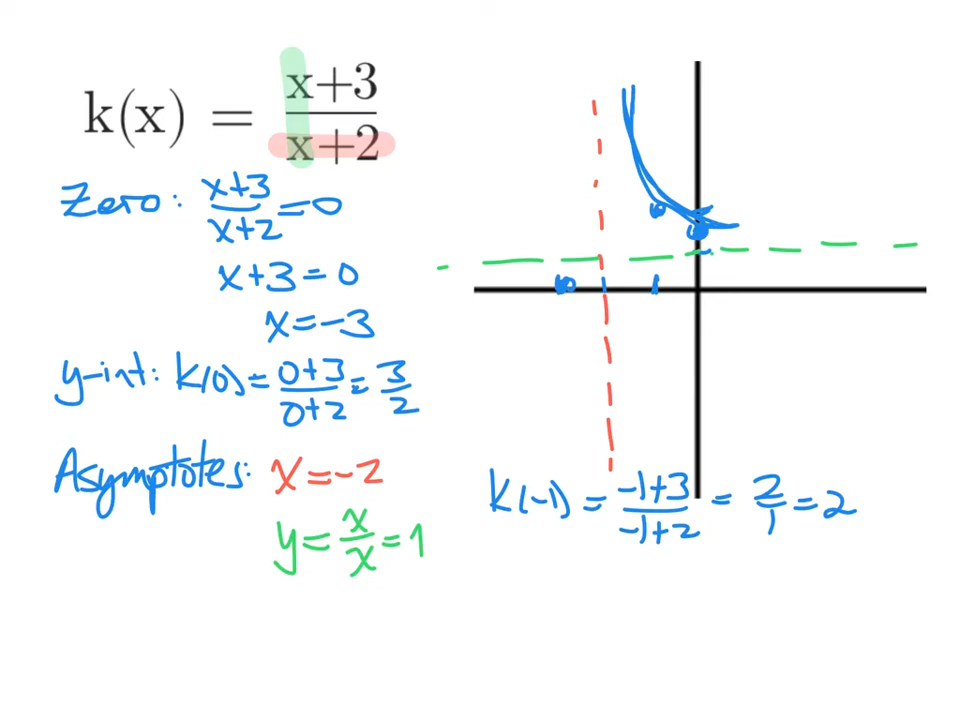 k(x) = x+3/x+2
Zero: x+3/x+2 = 0
x+3 = 0
x = -3
y-int: k(0) = 0+3/0+2 = 3/2
Asymptotes: x = -2
y = x/x = 1
k(-1) = -1+3/-1+2 = 2/1 = 2